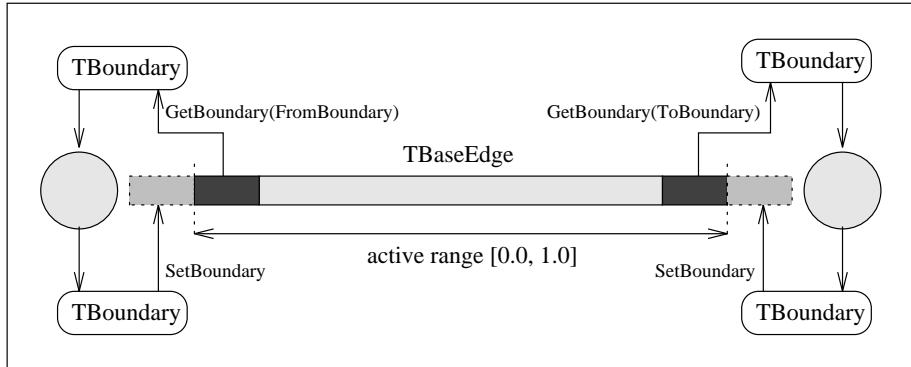 TBoundary
TBoundary
GetBoundary(FromBoundary)
GetBoundary(ToBoundary)
TBaseEdge
active range [0.0, 1.0]
SetBoundary
SetBoundary
TBoundary
TBoundary